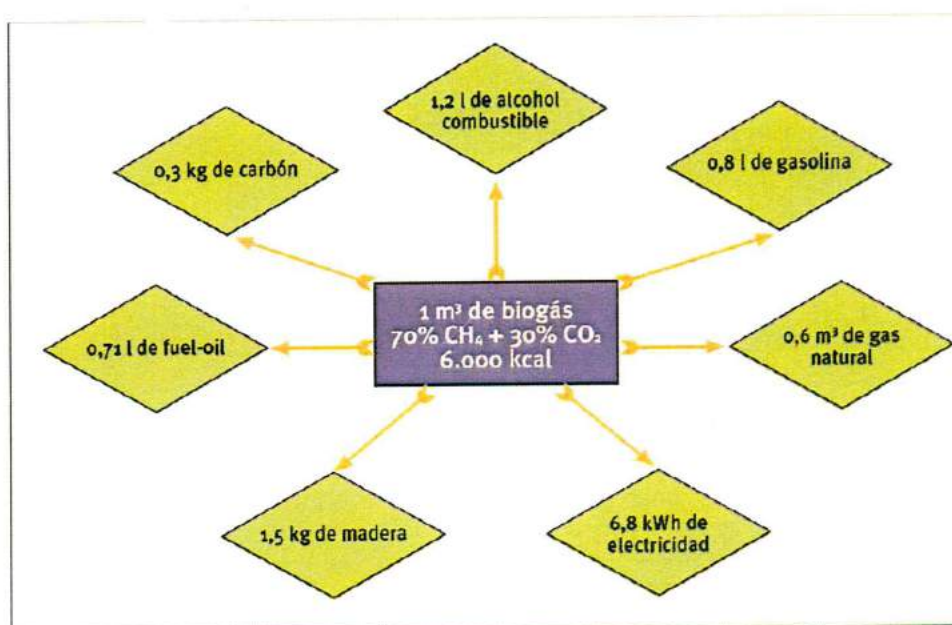 1,2 l de alcohol
combustible
0,3 kg de carbón
0,8 l de gasolina
1 m³ de biogás
70% CH₄ + 30% CO₂
6.000 kcal
0,71 l de fuel-oil
0,6 m³ de gas
natural
1,5 kg de madera
6,8 kWh de
electricidad